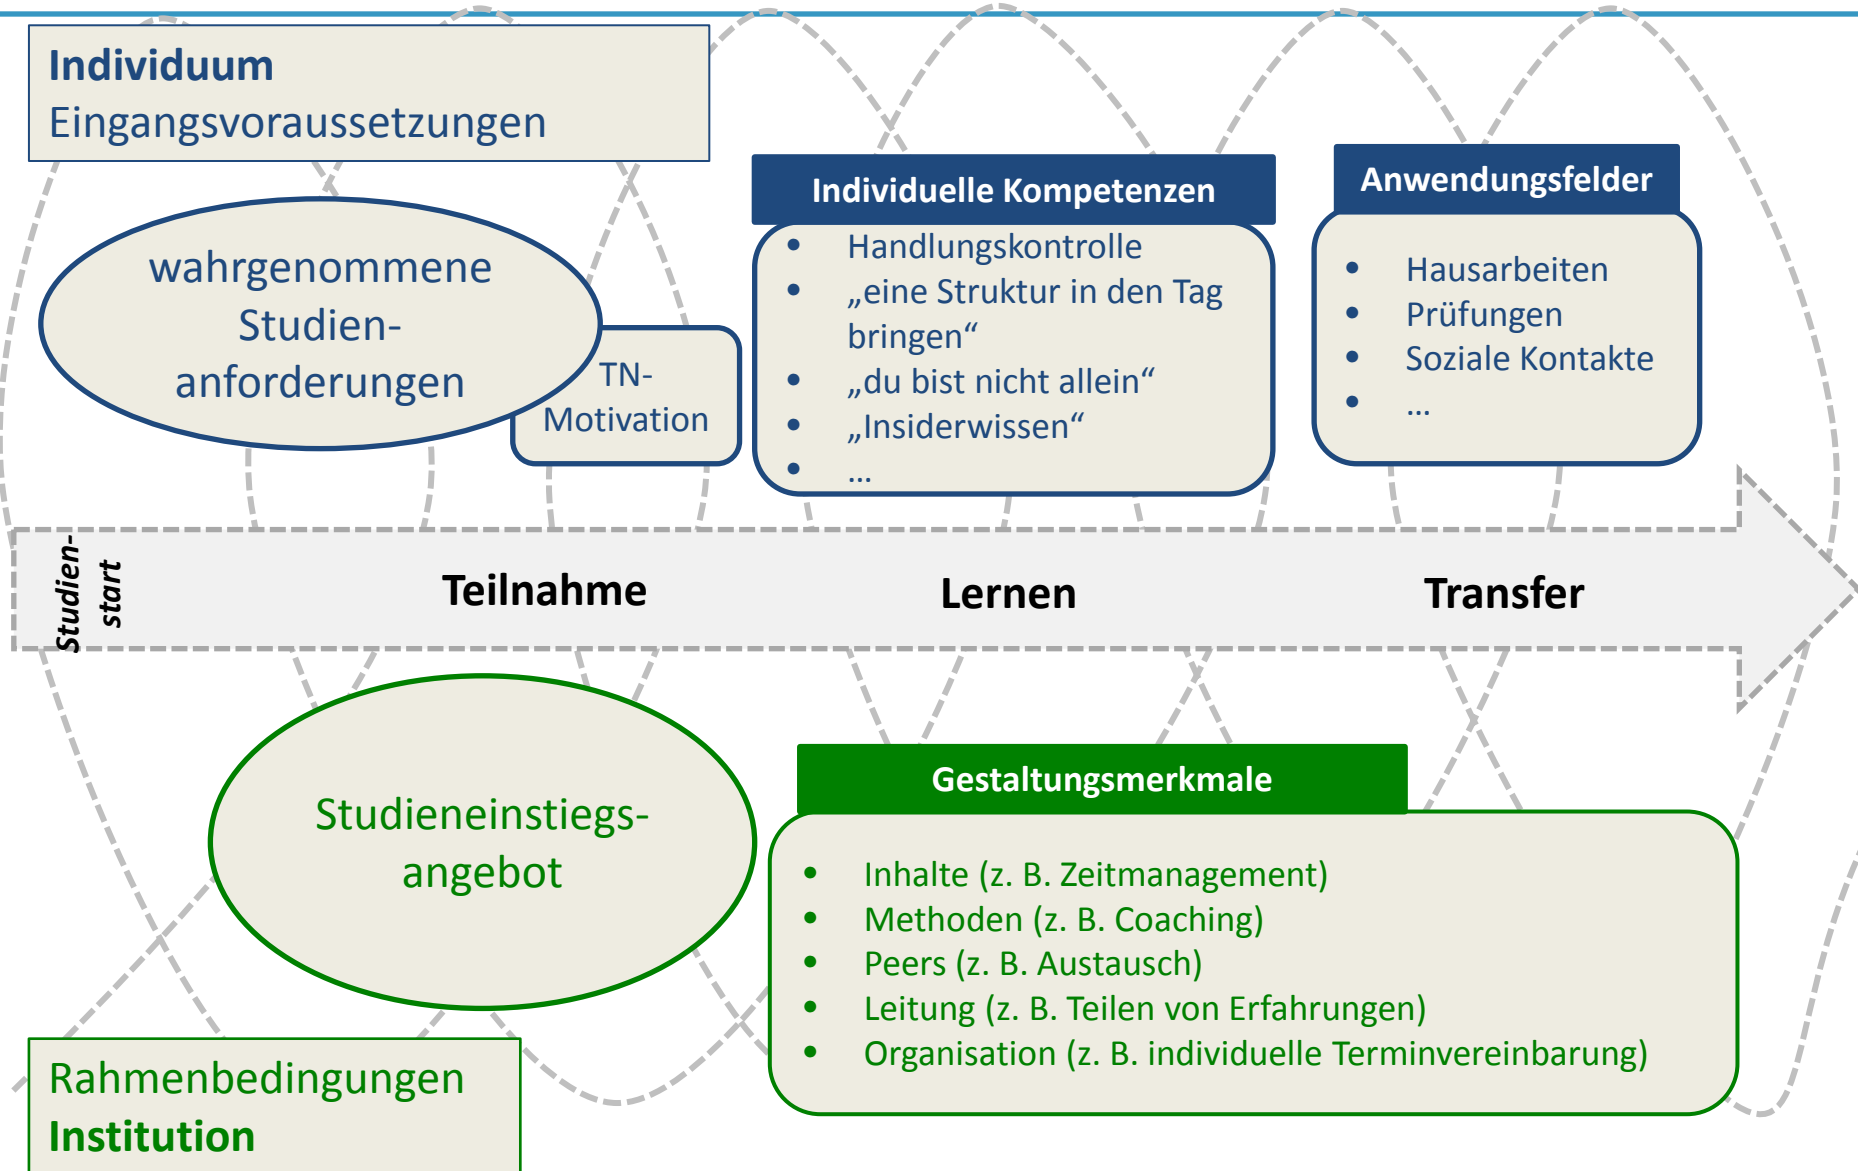 Individuum
Eingangsvoraussetzungen
wahrgenommene
Studien-
anforderungen
TN-
Motivation
Individuelle Kompetenzen
• Handlungskontrolle
• „eine Struktur in den Tag
bringen“
• „du bist nicht allein“
• „Insiderwissen“
• ...
Anwendungsfelder
• Hausarbeiten
• Prüfungen
• Soziale Kontakte
• ...
Studien-
start
Teilnahme
Lernen
Transfer
Studieneinstiegs-
angebot
Gestaltungsmerkmale
• Inhalte (z. B. Zeitmanagement)
• Methoden (z. B. Coaching)
• Peers (z. B. Austausch)
• Leitung (z. B. Teilen von Erfahrungen)
• Organisation (z. B. individuelle Terminvereinbarung)
Rahmenbedingungen
Institution